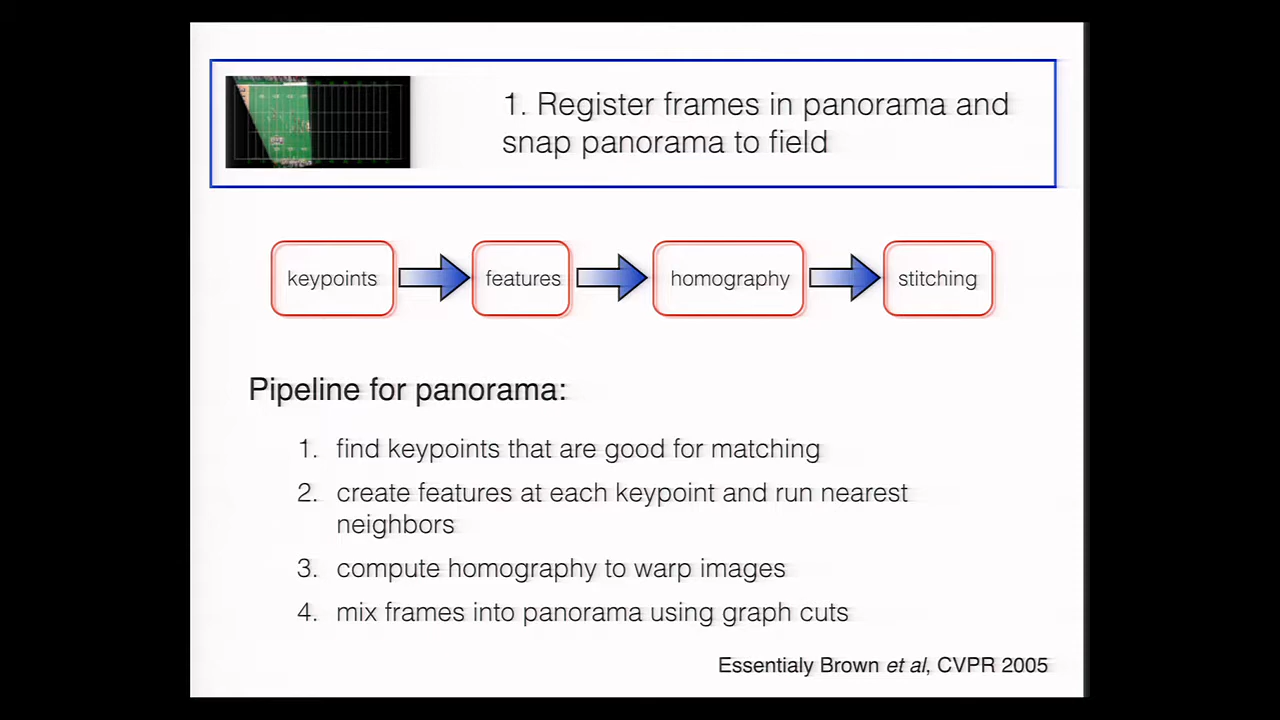 1. Register frames in panorama and
snap panorama to field
keypoints
features
homography
stitching
Pipeline for panorama:
1. find keypoints that are good for matching
2. create features at each keypoint and run nearest
neighbors
3. compute homography to warp images
4. mix frames into panorama using graph cuts
Essentialy Brown et al, CVPR 2005